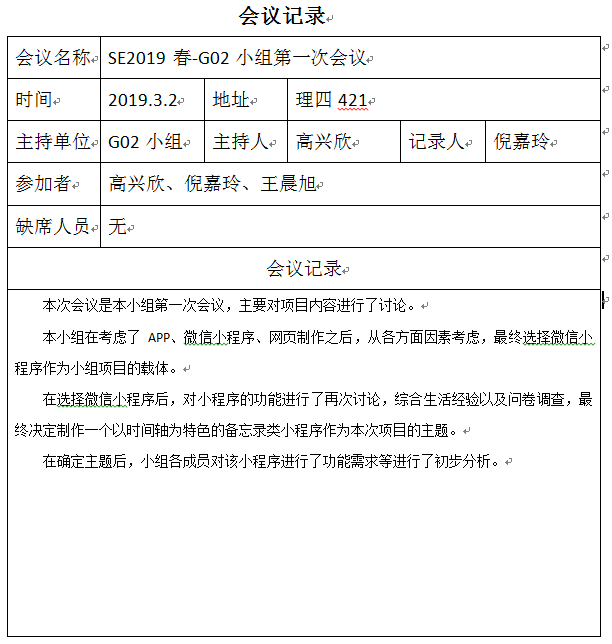 会议记录
会议名称 SE2019 春-G02 小组第一次会议
时间 2019.3.2 地址 理四 421
主持单位 G02 小组 主持人 高兴欣 记录人 倪嘉玲
参加者 高兴欣、倪嘉玲、王晨旭
缺席人员 无
会议记录
本次会议是本小组第一次会议，主要对项目内容进行了讨论。
本小组在考虑了 APP、微信小程序、网页制作之后，从各方面因素考虑，最终选择微信小
程序作为小组项目的载体。
在选择微信小程序后，对小程序的功能进行了再次讨论，综合生活经验以及问卷调查，最
终决定制作一个以时间轴为特色的备忘录类小程序作为本次项目的主题。
在确定主题后，小组各成员对该小程序进行了功能需求等进行了初步分析。